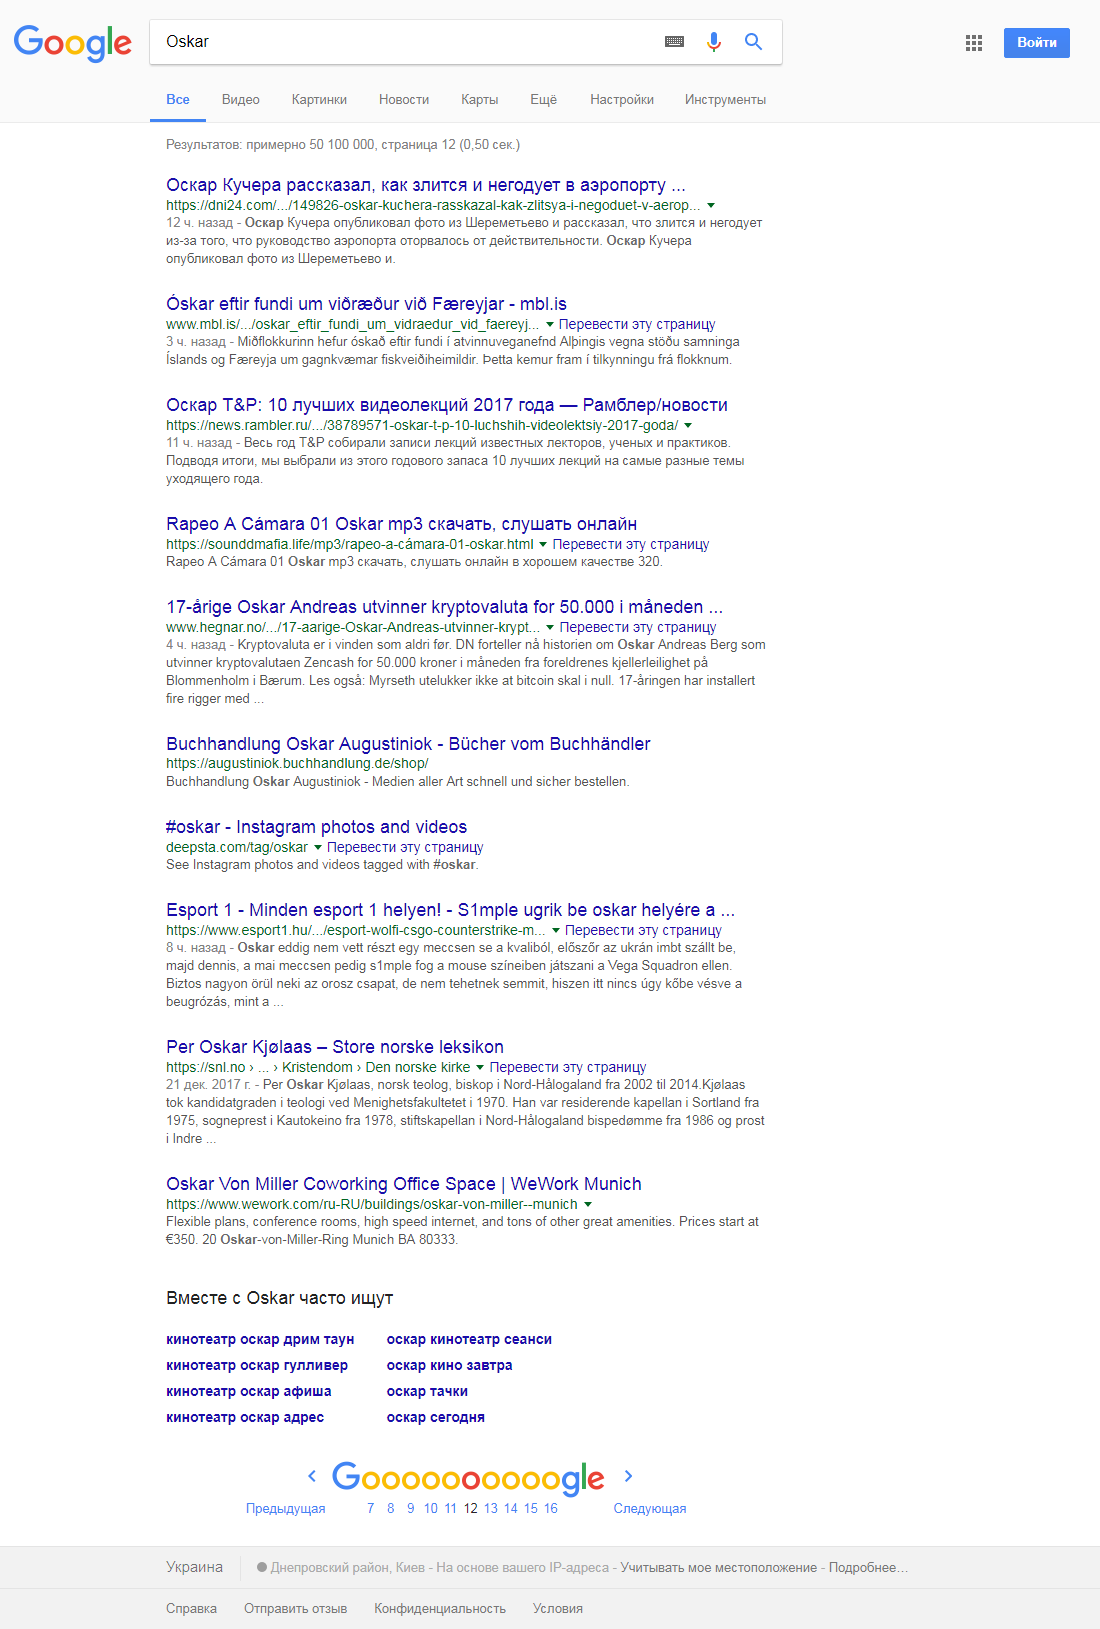 Google
Oskar
Войти
Все Видео Картинки Новости Карты Ещё Настройки Инструменты
Результатов: примерно 50 100 000, страница 12 (0,50 сек.)
Оскар Кучера рассказал, как злится и негодует в аэропорту ...
https://dni24.com/.../149826-oskar-kuchera-rasskazal-kak-zlitsya-i-negoduet-v-aerop...
12 ч. назад - Оскар Кучера опубликовал фото из Шереметьево и рассказал, что злится и негодует
из-за того, что руководство аэропорта оторвалось от действительности. Оскар Кучера
опубликовал фото из Шереметьево и.
Óskar eftir fundi um viðræður við Færeyjar - mbl.is
www.mbl.is/.../oskar_eftir_fundi_um_vidraedur_vid_faereyj... Перевести эту страницу
3 ч. назад - Miðflokkurinn hefur óskað eftir fundi í atvinnuveganefnd Alþingis vegna stöðu samninga
Íslands og Færeyja um gagnkvæmar fiskveiðiheimildir. Þetta kemur fram í tilkynningu frá flokknum.
Оскар T&P: 10 лучших видеолекций 2017 года — Рамблер/новости
https://news.rambler.ru/.../38789571-oskar-t-p-10-luchshih-videolektsiy-2017-goda/
11 ч. назад - Весь год T&P собирали записи лекций известных лекторов, ученых и практиков.
Подводя итоги, мы выбрали из этого годового запаса 10 лучших лекций на самые разные темы
уходящего года.
Rapeo A Cámara 01 Oskar mp3 скачать, слушать онлайн
https://sounddmafia.life/mp3/rapeo-a-cámara-01-oskar.html Перевести эту страницу
Rapeo A Cámara 01 Oskar mp3 скачать, слушать онлайн в хорошем качестве 320.
17-årige Oskar Andreas utvinner kryptovaluta for 50.000 i måneden ...
www.hegnar.no/.../17-aarige-Oskar-Andreas-utvinner-krypt... Перевести эту страницу
4 ч. назад - Kryptovaluta er i vinden som aldri før. DN forteller nå historien om Oskar Andreas Berg som
utvinner kryptovalutaen Zencash for 50.000 kroner i måneden fra foreldrenes kjellerleilighet på
Blommenholm i Bærum. Les også: Myrseth utelukker ikke at bitcoin skal i null. 17-åringen har installert
fire rigger med ...
Buchhandlung Oskar Augustiniok - Bücher vom Buchhändler
https://augustiniok.buchhandlung.de/shop/
Buchhandlung Oskar Augustiniok - Medien aller Art schnell und sicher bestellen.
#oskar - Instagram photos and videos
deepsta.com/tag/oskar Перевести эту страницу
See Instagram photos and videos tagged with #oskar.
Esport 1 - Minden esport 1 helyen! - S1mple ugrik be oskar helyére a ...
https://www.esport1.hu/.../esport-wolfi-csgo-counterstrike-m... Перевести эту страницу
8 ч. назад - Oskar eddig nem vett részt egy meccsen se a kvaliból, először az ukrán imbt szállt be,
majd dennis, a mai meccsen pedig s1mple fog a mouse színeiben játszani a Vega Squadron ellen.
Biztos nagyon örül neki az orosz csapat, de nem tehetnek semmit, hiszen itt nincs úgy kőbe vésve a
beugrózás, mint a ...
Per Oskar Kjølaas – Store norske leksikon
https://snl.no › ... › Kristendom › Den norske kirke Перевести эту страницу
21 дек. 2017 г. - Per Oskar Kjølaas, norsk teolog, biskop i Nord-Hålogaland fra 2002 til 2014.Kjølaas
tok kandidatgraden i teologi ved Menighetsfakultetet i 1970. Han var residerende kapellan i Sortland fra
1975, sogneprest i Kautokeino fra 1978, stiftskapellan i Nord-Hålogaland bispedømme fra 1986 og prost
i Indre ...
Oskar Von Miller Coworking Office Space | WeWork Munich
https://www.wework.com/ru-RU/buildings/oskar-von-miller--munich
Flexible plans, conference rooms, high speed internet, and tons of other great amenities. Prices start at
€350. 20 Oskar-von-Miller-Ring Munich BA 80333.
Вместе с Oskar часто ищут
кинотеатр оскар дрим таун оскар кинотеатр сеанси
кинотеатр оскар гулливер оскар кино завтра
кинотеатр оскар афиша оскар тачки
кинотеатр оскар адрес оскар сегодня
Goooooooooogle
Предыдущая 7 8 9 10 11 12 13 14 15 16 Следующая
Украина Днепровский район, Киев - На основе вашего IP-адреса - Учитывать мое местоположение - Подробнее…
Справка Отправить отзыв Конфиденциальность Условия